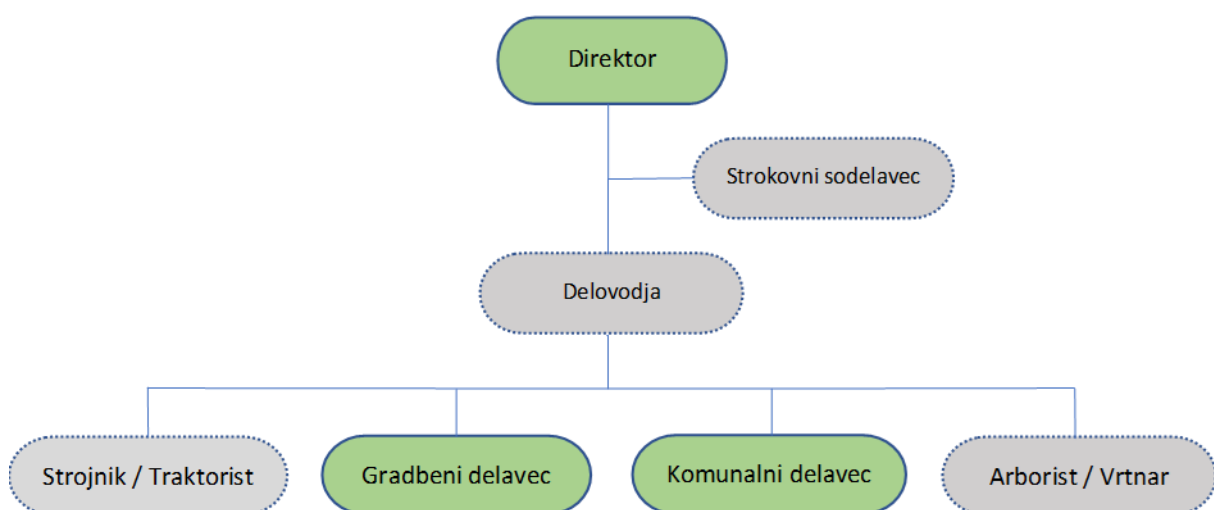 Direktor
Strokovni sodelavec
Delovodja
Strojnik / Traktorist
Gradbeni delavec
Komunalni delavec
Arborist / Vrtnar